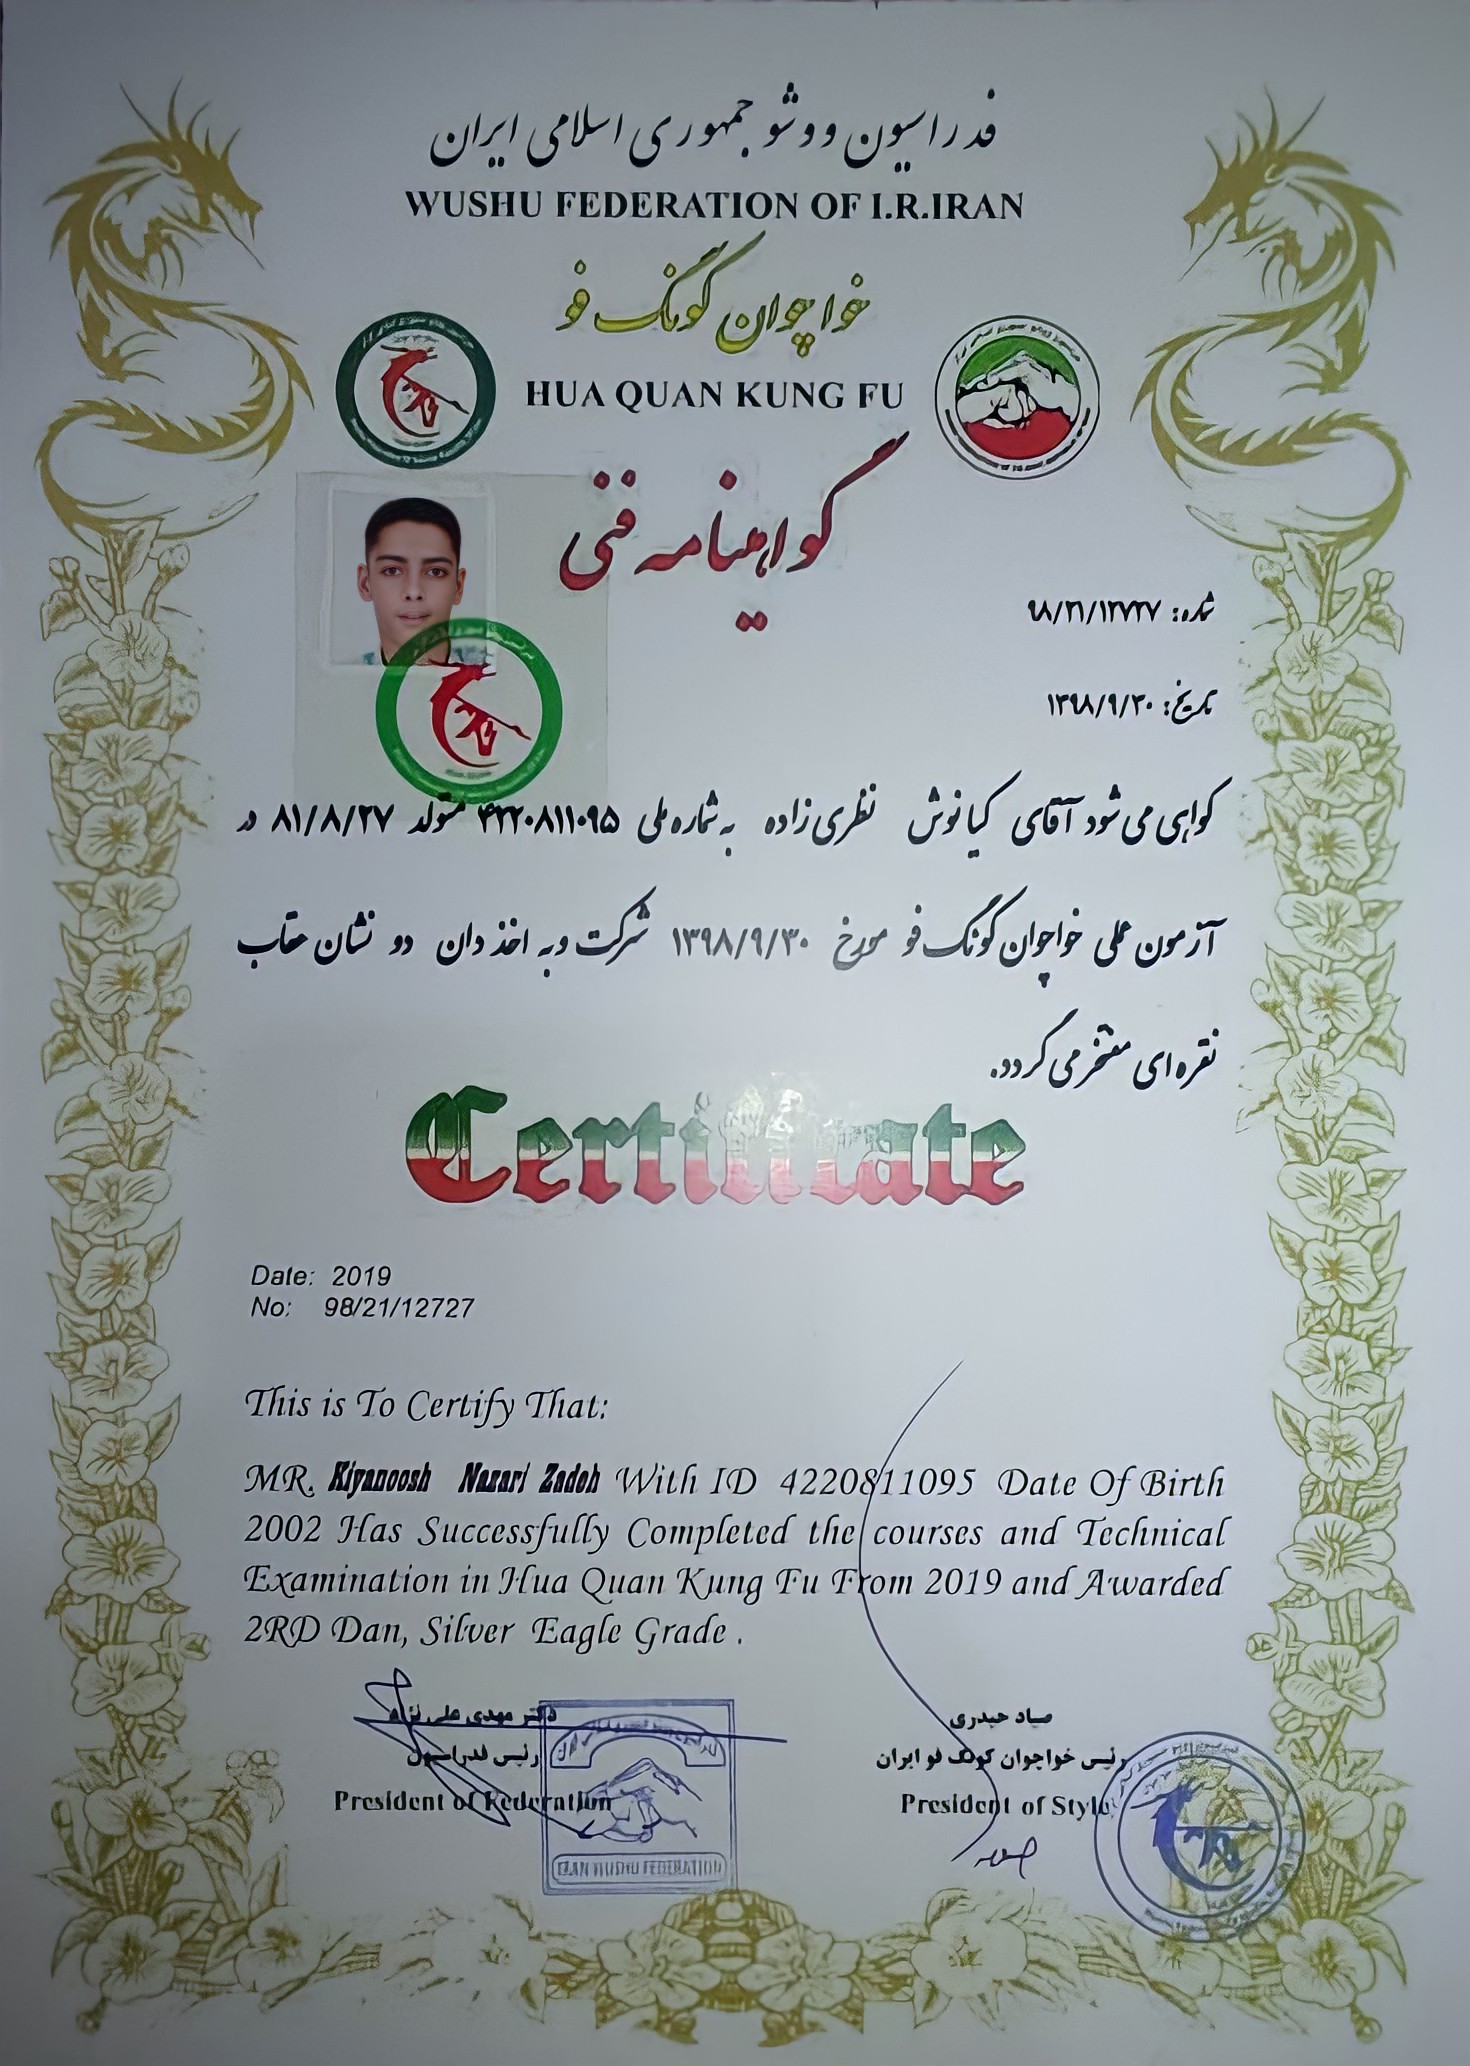 فدراسیون ووشو جمهوری اسلامی ایران
WUSHU FEDERATION OF I.R.IRAN
خواچوان گونگ فو
HUA QUAN KUNG FU
گواهینامه فنی
شماره: ۹۸/۲۱/۱۲۷۲۷
تاریخ: ۱۳۹۸/۹/۳۰
گواهی می شود آقای کیانوش نظری زاده به شماره ملی ۴۲۲۰۸۱۱۰۹۵ متولد ۸۱/۸/۲۷ در
آزمون عملی خواچوان گونگ فو مورخ ۱۳۹۸/۹/۳۰ شرکت و به اخذ دان دو نشان عقاب
نقره ای مفتخر می گردد.
Certificate
Date: 2019
No: 98/21/12727
This is To Certify That:
MR. Kiyanoosh Nazari Zadeh With ID 4220811095 Date Of Birth
2002 Has Successfully Completed the courses and Technical
Examination in Hua Quan Kung Fu From 2019 and Awarded
2RD Dan, Silver Eagle Grade .
دکتر مهدی علی نژاد
رئیس فدراسیون
President of Federation
IRAN WUSHU FEDERATION
صیاد حیدری
رئیس خواچوان کونگ فو ایران
President of Style